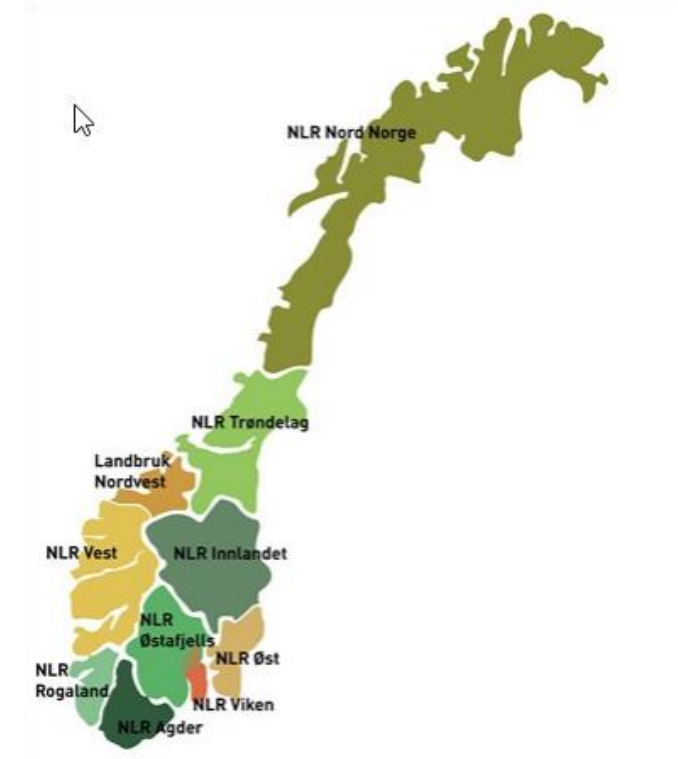 NLR Nord Norge
NLR Trøndelag
Landbruk
Nordvest
NLR Vest
NLR Innlandet
NLR
Østafjells
NLR Øst
NLR
Rogaland
NLR Viken
NLR Agder